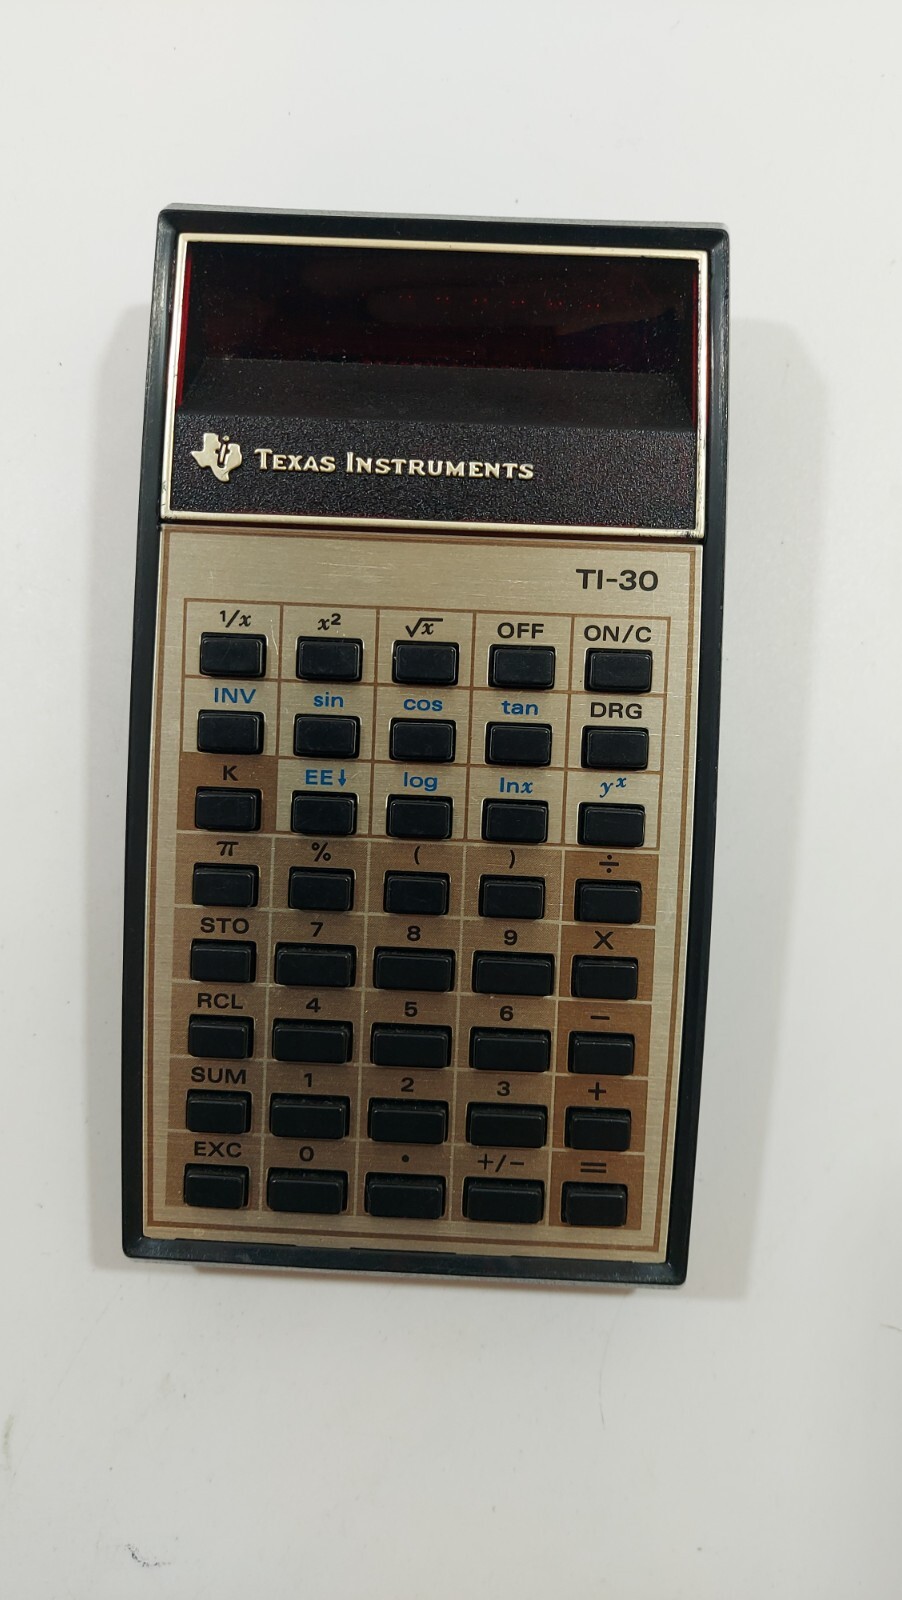 TEXAS INSTRUMENTS
TI-30
1/x x² √x OFF ON/C
INV sin cos tan DRG
K EE↓ log lnx yˣ
π % ( ) ÷
STO 7 8 9 X
RCL 4 5 6 −
SUM 1 2 3 +
EXC 0 . +/− =